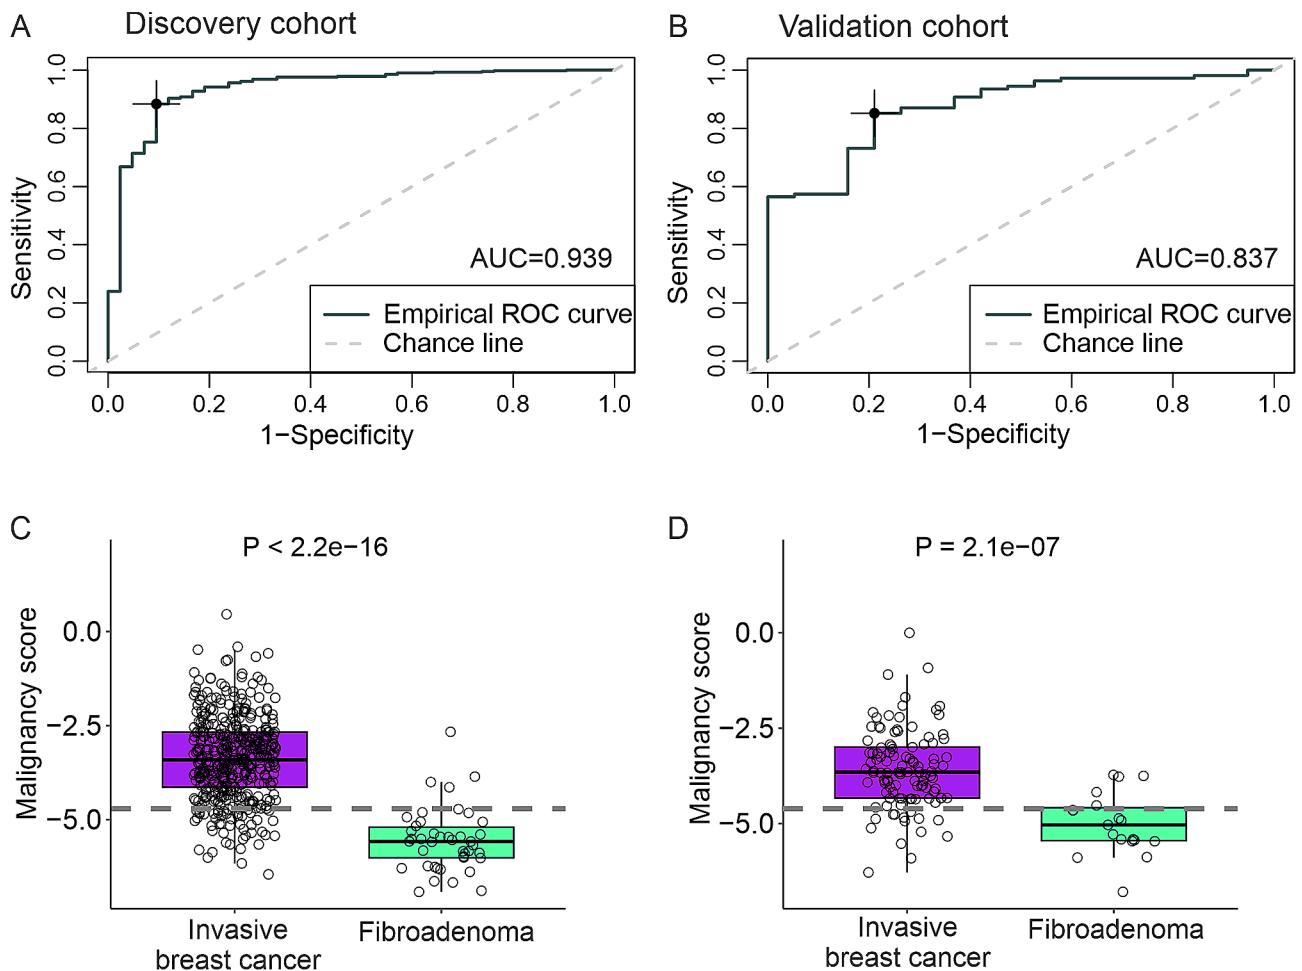 A
Discovery cohort
Sensitivity
1.0
0.8
0.6
0.4
0.2
0.0
AUC=0.939
Empirical ROC curve
Chance line
0.0 0.2 0.4 0.6 0.8 1.0
1−Specificity
B
Validation cohort
Sensitivity
1.0
0.8
0.6
0.4
0.2
0.0
AUC=0.837
Empirical ROC curve
Chance line
0.0 0.2 0.4 0.6 0.8 1.0
1−Specificity
C
P < 2.2e−16
Malignancy score
0.0
−2.5
−5.0
Invasive
breast cancer
Fibroadenoma
D
P = 2.1e−07
Malignancy score
0.0
−2.5
−5.0
Invasive
breast cancer
Fibroadenoma